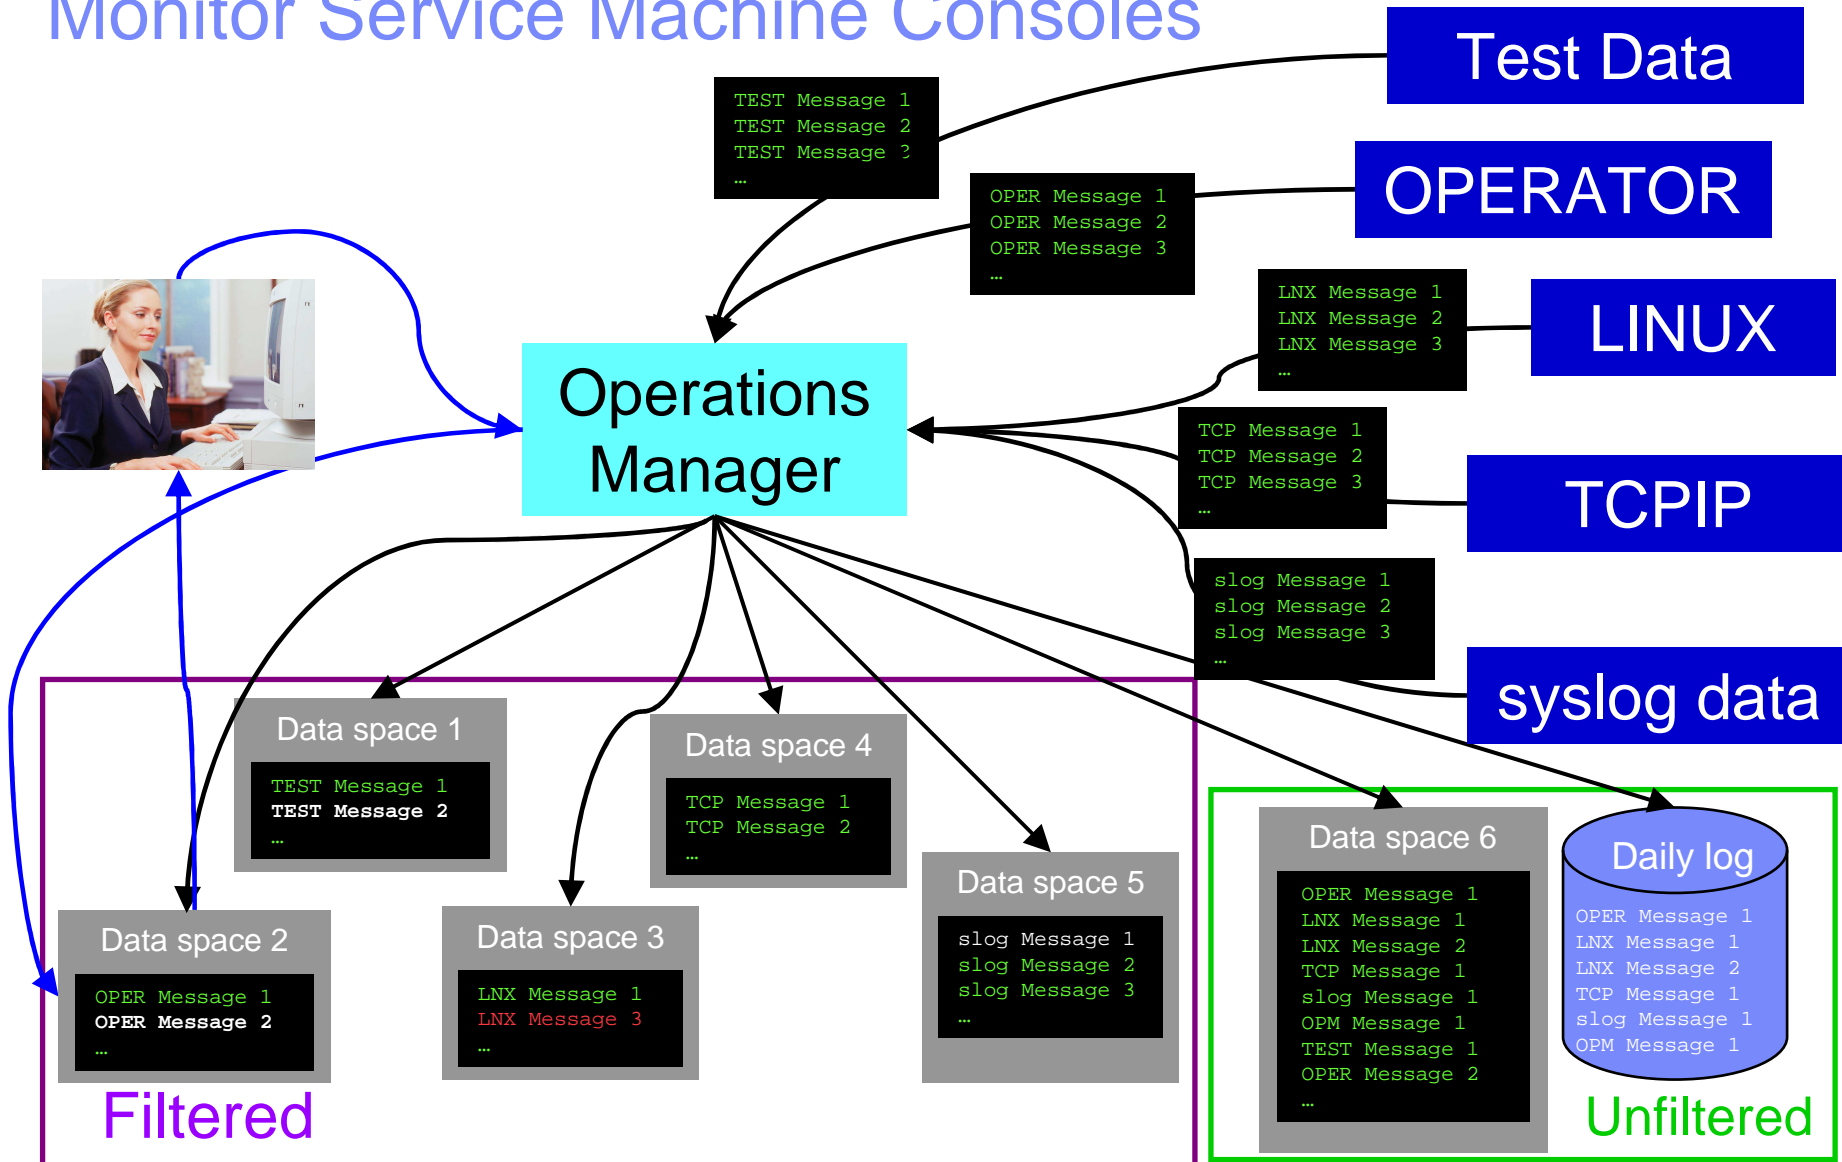 Monitor Service Machine Consoles
Test Data
TEST Message 1
TEST Message 2
TEST Message 3
…
OPERATOR
OPER Message 1
OPER Message 2
OPER Message 3
…
LINUX
LNX Message 1
LNX Message 2
LNX Message 3
…
Operations
Manager
TCPIP
TCP Message 1
TCP Message 2
TCP Message 3
…
syslog data
slog Message 1
slog Message 2
slog Message 3
…
Data space 1
TEST Message 1
TEST Message 2
…
Data space 4
TCP Message 1
TCP Message 2
…
Data space 2
OPER Message 1
OPER Message 2
…
Data space 3
LNX Message 1
LNX Message 3
…
Data space 5
slog Message 1
slog Message 2
slog Message 3
…
Data space 6
OPER Message 1
LNX Message 1
LNX Message 2
TCP Message 1
slog Message 1
OPM Message 1
TEST Message 1
OPER Message 2
…
Daily log
OPER Message 1
LNX Message 1
LNX Message 2
TCP Message 1
slog Message 1
OPM Message 1
Filtered
Unfiltered